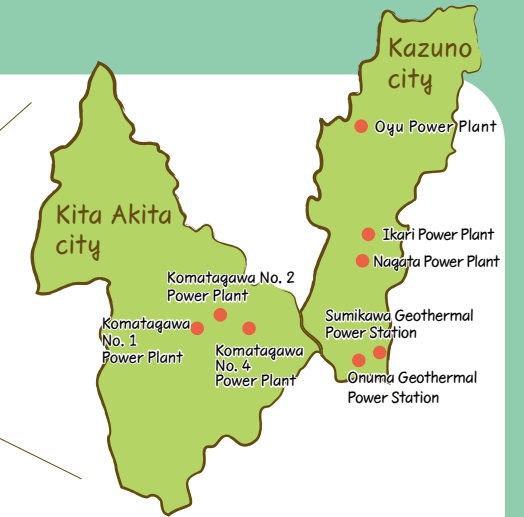 Kazuno
city
Oyu Power Plant
Kita Akita
city
Ikari Power Plant
Nagata Power Plant
Komatagawa No. 2
Power Plant
Komatagawa
No. 1
Power Plant
Komatagawa
No. 4
Power Plant
Sumikawa Geothermal
Power Station
Onuma Geothermal
Power Station